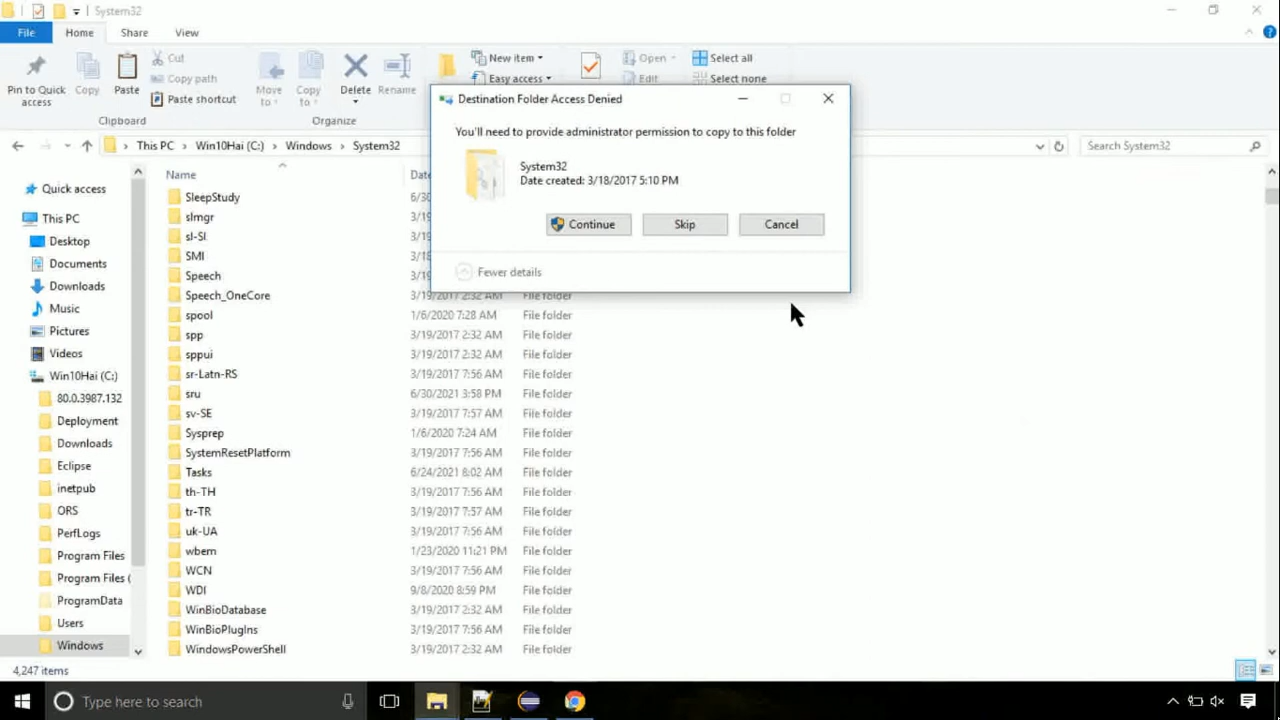 System32
File Home Share View
Pin to Quick access
Copy
Paste
Cut
Copy path
Paste shortcut
Clipboard
Move to
Copy to
Delete
Rename
Organize
New item
Easy access
Open
Edit
Select all
Select none
Destination Folder Access Denied
You'll need to provide administrator permission to copy to this folder
System32
Date created: 3/18/2017 5:10 PM
Continue Skip Cancel
Fewer details
This PC Win10Hai (C:) Windows System32
Search System32
Quick access
This PC
Desktop
Documents
Downloads
Music
Pictures
Videos
Win10Hai (C:)
80.0.3987.132
Deployment
Downloads
Eclipse
inetpub
ORS
PerfLogs
Program Files
Program Files (
ProgramData
Users
Windows
Name
SleepStudy
slmgr
sl-SI
SMI
Speech
Speech_OneCore 3/19/2017 2:32 AM File folder
spool 1/6/2020 7:28 AM File folder
spp 3/19/2017 2:32 AM File folder
sppui 3/19/2017 2:32 AM File folder
sr-Latn-RS 3/19/2017 7:56 AM File folder
sru 6/30/2021 3:58 PM File folder
sv-SE 3/19/2017 7:57 AM File folder
Sysprep 1/6/2020 7:24 AM File folder
SystemResetPlatform 3/19/2017 7:56 AM File folder
Tasks 6/24/2021 8:02 AM File folder
th-TH 3/19/2017 7:56 AM File folder
tr-TR 3/19/2017 7:57 AM File folder
uk-UA 3/19/2017 7:56 AM File folder
wbem 1/23/2020 11:21 PM File folder
WCN 3/19/2017 7:56 AM File folder
WDI 9/8/2020 8:59 PM File folder
WinBioDatabase 3/19/2017 2:32 AM File folder
WinBioPlugIns 3/19/2017 7:56 AM File folder
WindowsPowerShell 3/19/2017 2:32 AM File folder
4,247 items
Type here to search